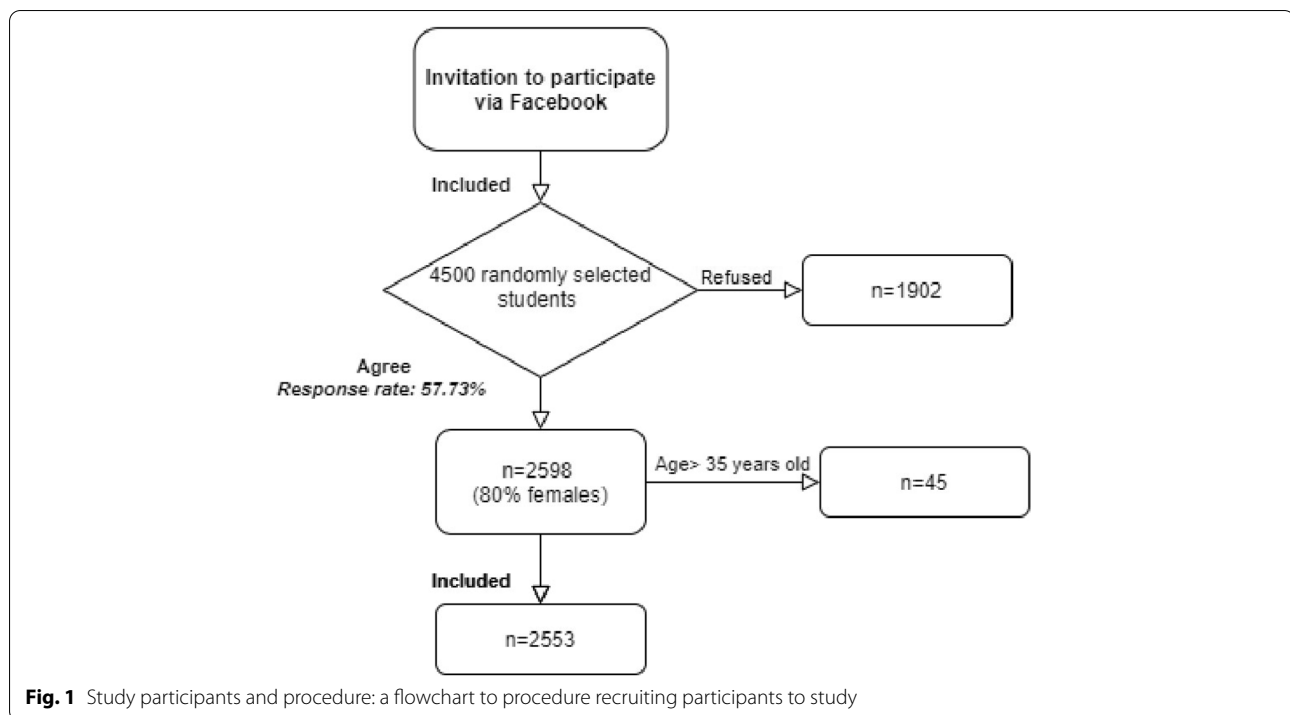 Invitation to participate
via Facebook
Included
4500 randomly selected
students
Refused
n=1902
Agree
Response rate: 57.73%
n=2598
(80% females)
Age> 35 years old
n=45
Included
n=2553
Fig. 1 Study participants and procedure: a flowchart to procedure recruiting participants to study